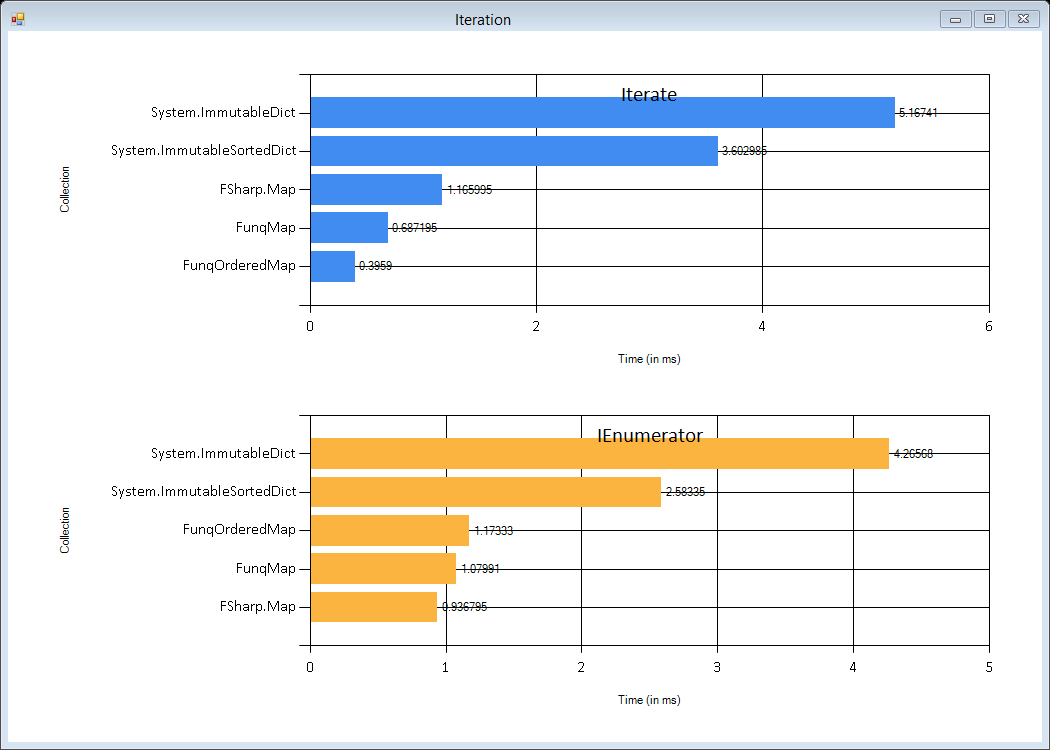 Iteration
Iterate
System.ImmutableDict 5.16741
System.ImmutableSortedDict 3.602985
FSharp.Map 1.165995
FunqMap 0.687195
FunqOrderedMap 0.3959
Collection
0 2 4 6
Time (in ms)
IEnumerator
System.ImmutableDict 4.26568
System.ImmutableSortedDict 2.58335
FunqOrderedMap 1.17333
FunqMap 1.07991
FSharp.Map 0.936795
Collection
0 1 2 3 4 5
Time (in ms)